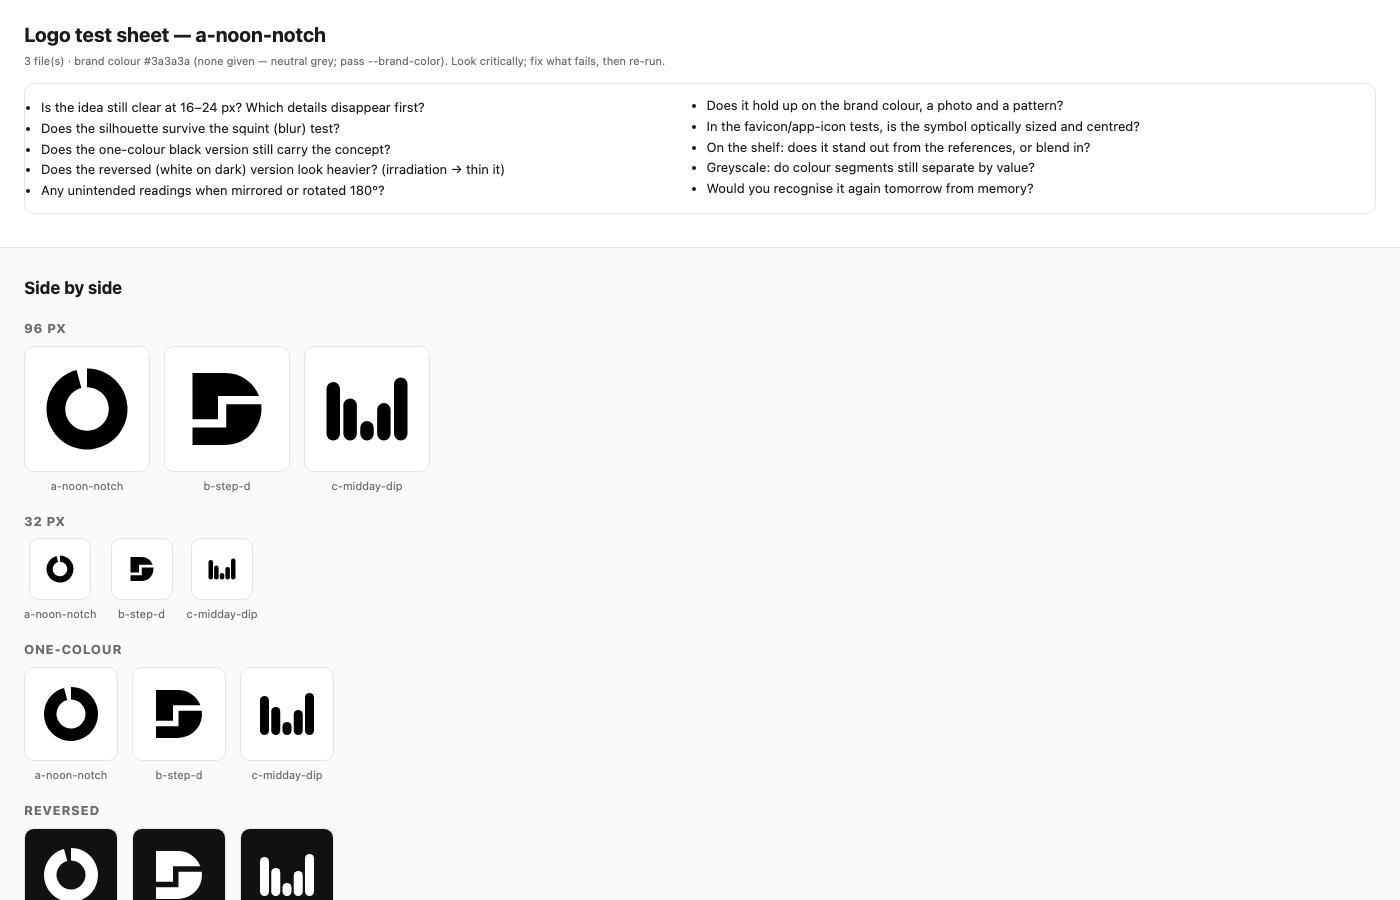 Logo test sheet — a-noon-notch
3 file(s) · brand colour #3a3a3a (none given — neutral grey; pass --brand-color). Look critically; fix what fails, then re-run.
Is the idea still clear at 16–24 px? Which details disappear first?
Does the silhouette survive the squint (blur) test?
Does the one-colour black version still carry the concept?
Does the reversed (white on dark) version look heavier? (irradiation → thin it)
Any unintended readings when mirrored or rotated 180°?
Does it hold up on the brand colour, a photo and a pattern?
In the favicon/app-icon tests, is the symbol optically sized and centred?
On the shelf: does it stand out from the references, or blend in?
Greyscale: do colour segments still separate by value?
Would you recognise it again tomorrow from memory?
Side by side
96 PX
a-noon-notch b-step-d c-midday-dip
32 PX
a-noon-notch b-step-d c-midday-dip
ONE-COLOUR
a-noon-notch b-step-d c-midday-dip
REVERSED